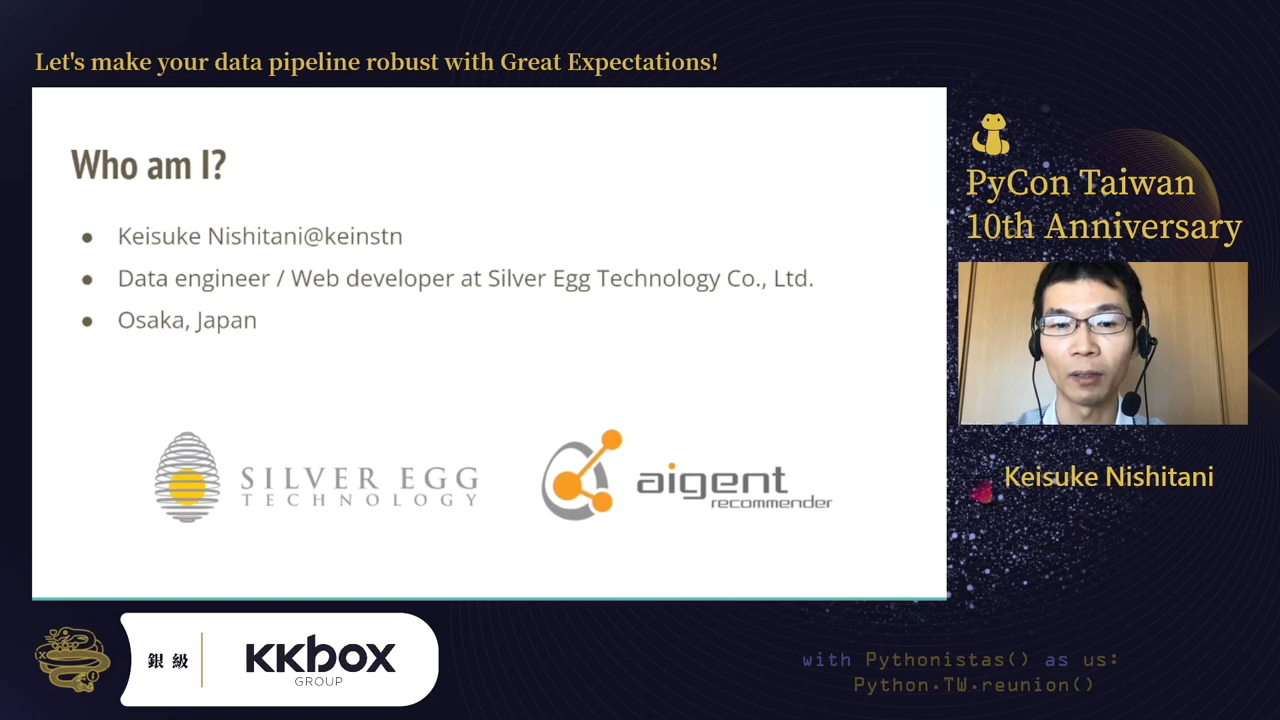 Let's make your data pipeline robust with Great Expectations!
Who am I?
● Keisuke Nishitani@keinstn
● Data engineer / Web developer at Silver Egg Technology Co., Ltd.
● Osaka, Japan
SILVER EGG
TECHNOLOGY
aigent
recommender
PyCon Taiwan
10th Anniversary
Keisuke Nishitani
銀級
KKBOX
GROUP
with Pythonistas() as us:
Python.TW.reunion()